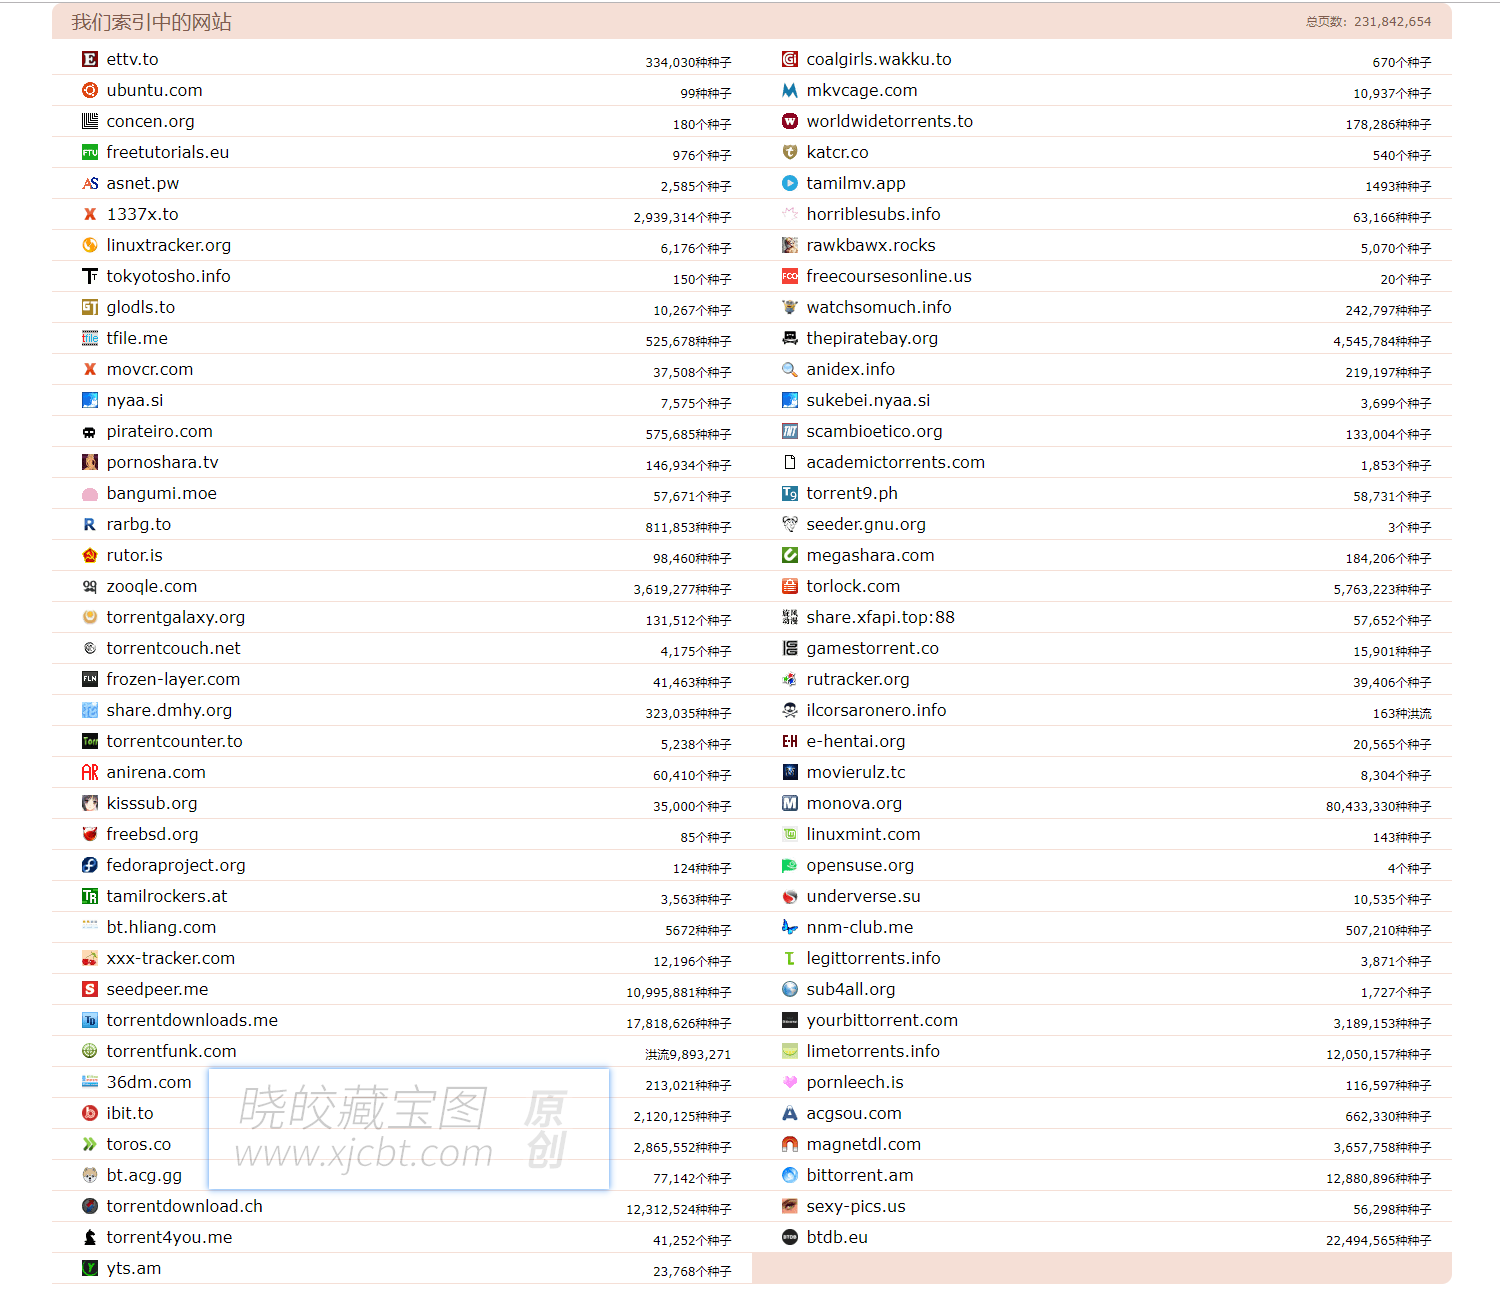 我们索引中的网站 总页数：231,842,654
ettv.to 334,030种种子 coalgirls.wakku.to 670个种子
ubuntu.com 99种种子 mkvcage.com 10,937个种子
concen.org 180个种子 worldwidetorrents.to 178,286种种子
freetutorials.eu 976个种子 katcr.co 540个种子
asnet.pw 2,585个种子 tamilmv.app 1493种种子
1337x.to 2,939,314个种子 horriblesubs.info 63,166种种子
linuxtracker.org 6,176个种子 rawkbawx.rocks 5,070个种子
tokyotosho.info 150个种子 freecoursesonline.us 20个种子
glodls.to 10,267个种子 watchsomuch.info 242,797种种子
tfile.me 525,678种种子 thepiratebay.org 4,545,784种种子
movcr.com 37,508个种子 anidex.info 219,197种种子
nyaa.si 7,575个种子 sukebei.nyaa.si 3,699个种子
pirateiro.com 575,685种种子 scambioetico.org 133,004个种子
pornoshara.tv 146,934个种子 academictorrents.com 1,853个种子
bangumi.moe 57,671个种子 torrent9.ph 58,731个种子
rarbg.to 811,853种种子 seeder.gnu.org 3个种子
rutor.is 98,460种种子 megashara.com 184,206个种子
zooqle.com 3,619,277种种子 torlock.com 5,763,223种种子
torrentgalaxy.org 131,512个种子 share.xfapi.top:88 57,652个种子
torrentcouch.net 4,175个种子 gamestorrent.co 15,901种种子
frozen-layer.com 41,463种种子 rutracker.org 39,406个种子
share.dmhy.org 323,035种种子 ilcorsaronero.info 163种洪流
torrentcounter.to 5,238个种子 e-hentai.org 20,565个种子
anirena.com 60,410个种子 movierulz.tc 8,304个种子
kisssub.org 35,000个种子 monova.org 80,433,330种种子
freebsd.org 85个种子 linuxmint.com 143种种子
fedoraproject.org 124种种子 opensuse.org 4个种子
tamilrockers.at 3,563种种子 underverse.su 10,535个种子
bt.hliang.com 5672种种子 nnm-club.me 507,210种种子
xxx-tracker.com 12,196个种子 legittorrents.info 3,871个种子
seedpeer.me 10,995,881种种子 sub4all.org 1,727个种子
torrentdownloads.me 17,818,626种种子 yourbittorrent.com 3,189,153种种子
torrentfunk.com 洪流9,893,271 limetorrents.info 12,050,157种种子
36dm.com 213,021种种子 pornleech.is 116,597种种子
ibit.to 2,120,125种种子 acgsou.com 662,330种种子
toros.co 2,865,552种种子 magnetdl.com 3,657,758种种子
bt.acg.gg 77,142个种子 bittorrent.am 12,880,896种种子
torrentdownload.ch 12,312,524种种子 sexy-pics.us 56,298种种子
torrent4you.me 41,252个种子 btdb.eu 22,494,565种种子
yts.am 23,768个种子
晓皎藏宝图 原创
www.xjcbt.com